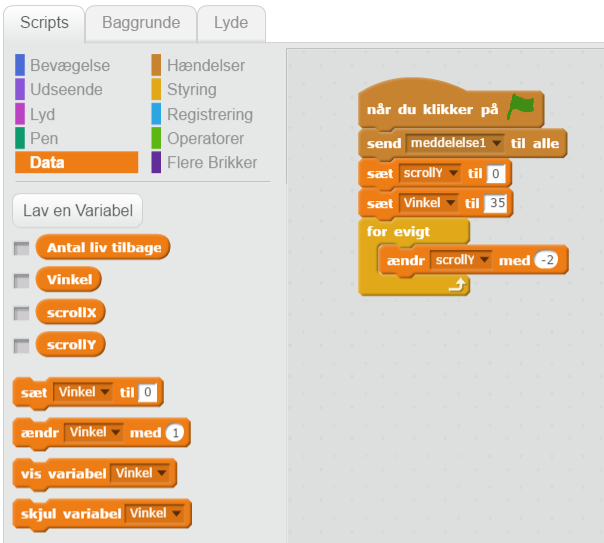 Scripts Baggrunde Lyde
Bevægelse Hændelser
Udseende Styring
Lyd Registrering
Pen Operatorer
Data Flere Brikker
Lav en Variabel
Antal liv tilbage
Vinkel
scrollX
scrollY
sæt Vinkel til 0
ændr Vinkel med 1
vis variabel Vinkel
skjul variabel Vinkel
når du klikker på
send meddelelse1 til alle
sæt scrollY til 0
sæt Vinkel til 35
for evigt
ændr scrollY med -2